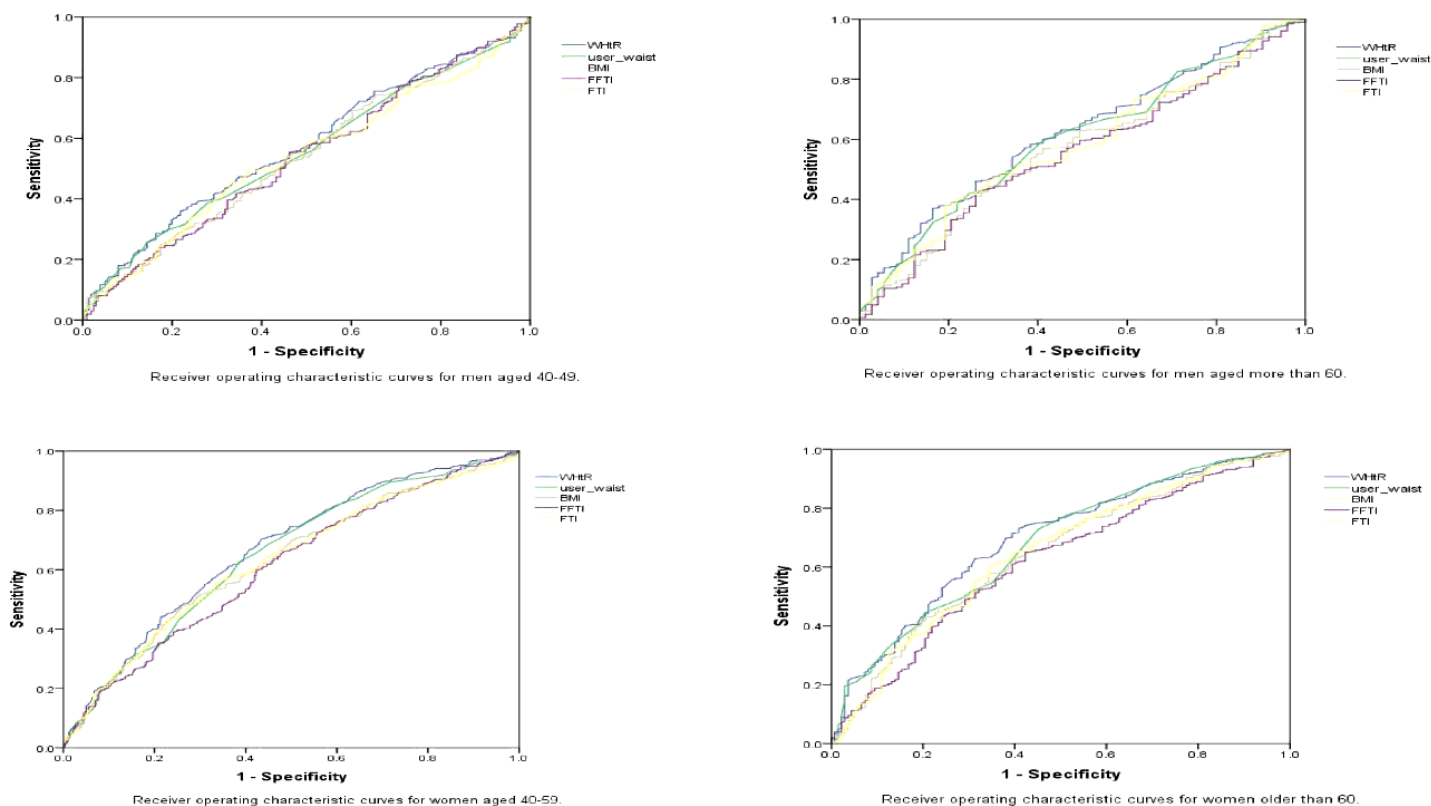 1.0
0.8
0.6
0.4
0.2
0.0
Sensitivity
0.0 0.2 0.4 0.6 0.8 1.0
1 - Specificity
WHtR
user_waist
BMI
FFTI
FTI
Receiver operating characteristic curves for men aged 40-49.
1.0
0.8
0.6
0.4
0.2
0.0
Sensitivity
0.0 0.2 0.4 0.6 0.8 1.0
1 - Specificity
WHtR
user_waist
BMI
FFTI
FTI
Receiver operating characteristic curves for men aged more than 60.
1.0
0.8
0.6
0.4
0.2
0.0
Sensitivity
0.0 0.2 0.4 0.6 0.8 1.0
1 - Specificity
WHtR
user_waist
BMI
FFTI
FTI
Receiver operating characteristic curves for women aged 40-59.
1.0
0.8
0.6
0.4
0.2
0.0
Sensitivity
0.0 0.2 0.4 0.6 0.8 1.0
1 - Specificity
WHtR
user_waist
BMI
FFTI
FTI
Receiver operating characteristic curves for women older than 60.